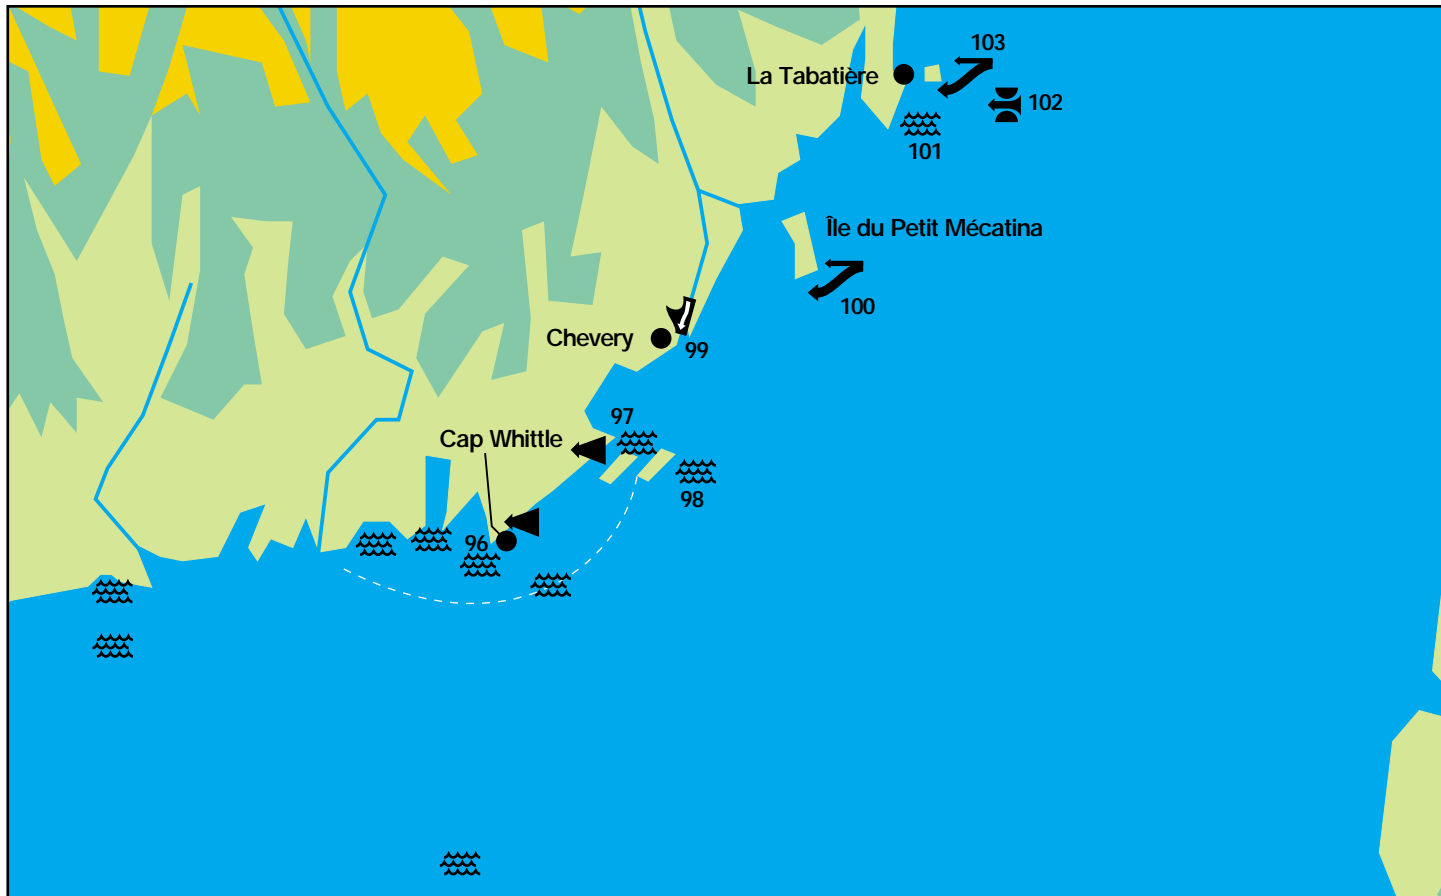 103
La Tabatière
102
101
Île du Petit Mécatina
100
Chevery
99
97
Cap Whittle
98
96